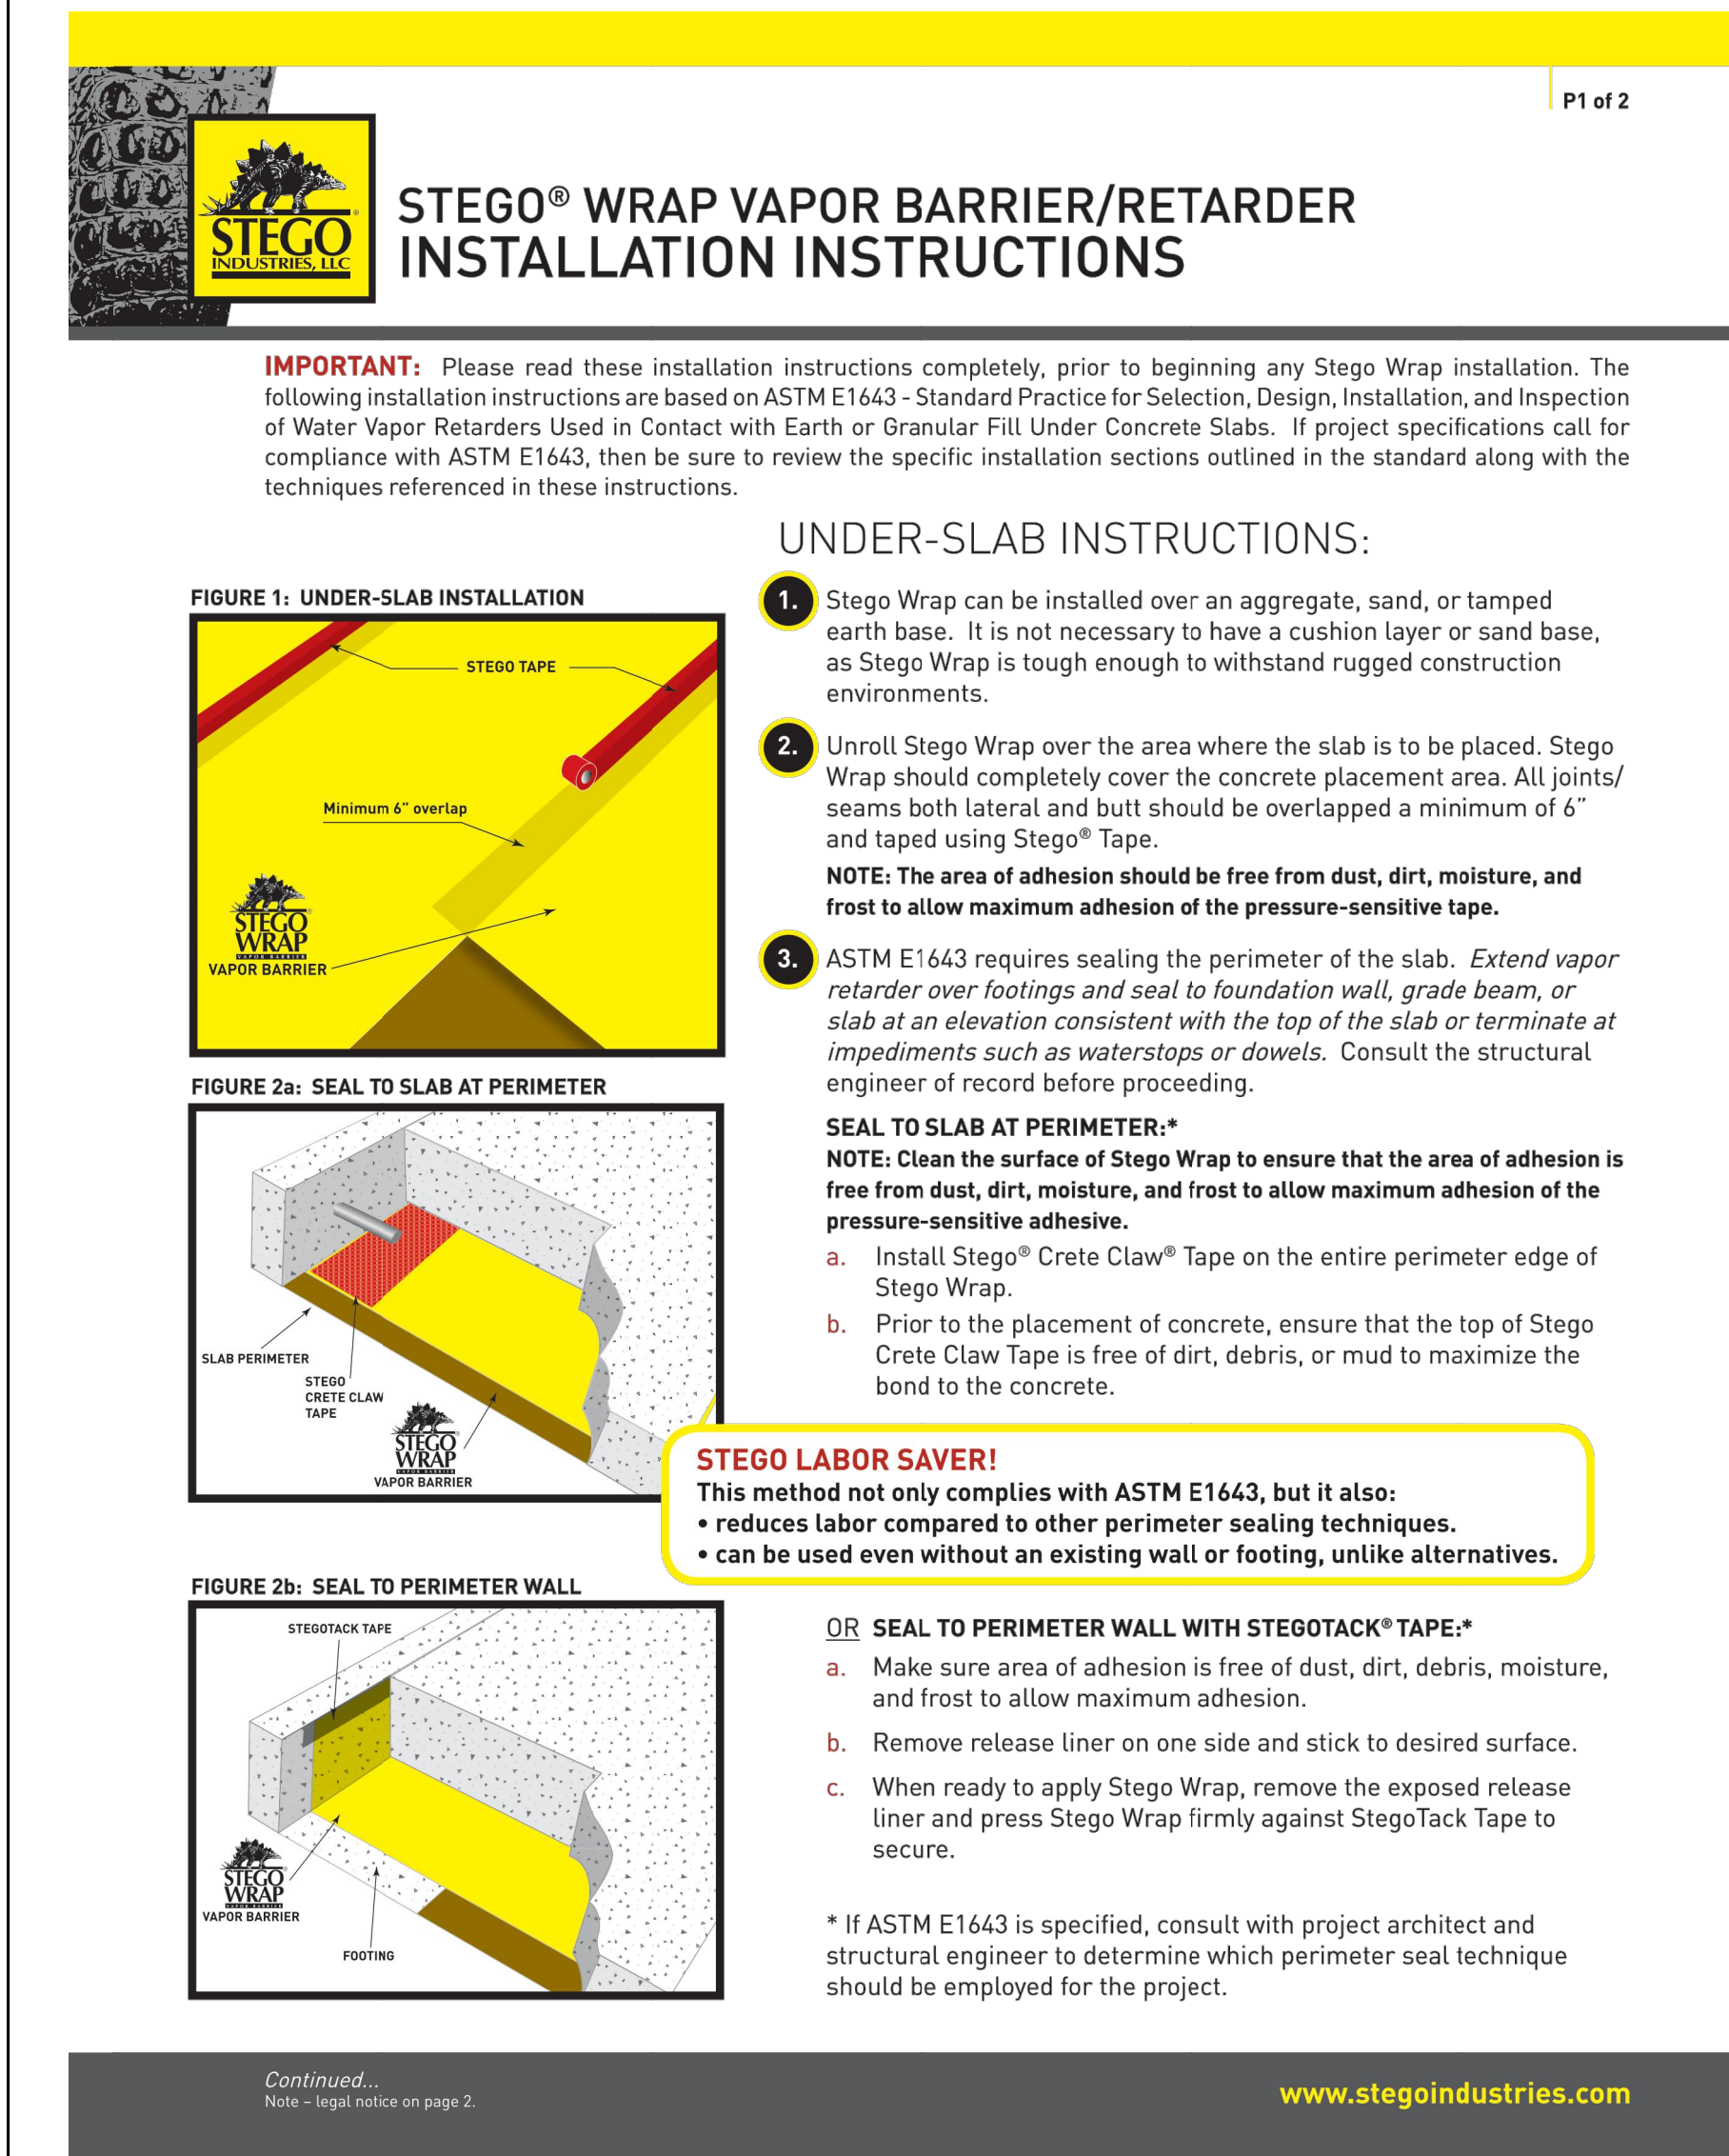 P1 of 2
STEGO®
INDUSTRIES, LLC
STEGO® WRAP VAPOR BARRIER/RETARDER
INSTALLATION INSTRUCTIONS
IMPORTANT: Please read these installation instructions completely, prior to beginning any Stego Wrap installation. The
following installation instructions are based on ASTM E1643 - Standard Practice for Selection, Design, Installation, and Inspection
of Water Vapor Retarders Used in Contact with Earth or Granular Fill Under Concrete Slabs. If project specifications call for
compliance with ASTM E1643, then be sure to review the specific installation sections outlined in the standard along with the
techniques referenced in these instructions.
UNDER-SLAB INSTRUCTIONS:
FIGURE 1: UNDER-SLAB INSTALLATION
STEGO TAPE
Minimum 6” overlap
STEGO®
WRAP
VAPOR BARRIER
VAPOR BARRIER
1. Stego Wrap can be installed over an aggregate, sand, or tamped
earth base. It is not necessary to have a cushion layer or sand base,
as Stego Wrap is tough enough to withstand rugged construction
environments.
2. Unroll Stego Wrap over the area where the slab is to be placed. Stego
Wrap should completely cover the concrete placement area. All joints/
seams both lateral and butt should be overlapped a minimum of 6”
and taped using Stego® Tape.
NOTE: The area of adhesion should be free from dust, dirt, moisture, and
frost to allow maximum adhesion of the pressure-sensitive tape.
3. ASTM E1643 requires sealing the perimeter of the slab. Extend vapor
retarder over footings and seal to foundation wall, grade beam, or
slab at an elevation consistent with the top of the slab or terminate at
impediments such as waterstops or dowels. Consult the structural
engineer of record before proceeding.
FIGURE 2a: SEAL TO SLAB AT PERIMETER
SLAB PERIMETER
STEGO
CRETE CLAW
TAPE
STEGO®
WRAP
VAPOR BARRIER
VAPOR BARRIER
SEAL TO SLAB AT PERIMETER:*
NOTE: Clean the surface of Stego Wrap to ensure that the area of adhesion is
free from dust, dirt, moisture, and frost to allow maximum adhesion of the
pressure-sensitive adhesive.
a. Install Stego® Crete Claw® Tape on the entire perimeter edge of
Stego Wrap.
b. Prior to the placement of concrete, ensure that the top of Stego
Crete Claw Tape is free of dirt, debris, or mud to maximize the
bond to the concrete.
STEGO LABOR SAVER!
This method not only complies with ASTM E1643, but it also:
• reduces labor compared to other perimeter sealing techniques.
• can be used even without an existing wall or footing, unlike alternatives.
FIGURE 2b: SEAL TO PERIMETER WALL
STEGOTACK TAPE
STEGO®
WRAP
VAPOR BARRIER
VAPOR BARRIER
FOOTING
OR SEAL TO PERIMETER WALL WITH STEGOTACK® TAPE:*
a. Make sure area of adhesion is free of dust, dirt, debris, moisture,
and frost to allow maximum adhesion.
b. Remove release liner on one side and stick to desired surface.
c. When ready to apply Stego Wrap, remove the exposed release
liner and press Stego Wrap firmly against StegoTack Tape to
secure.
* If ASTM E1643 is specified, consult with project architect and
structural engineer to determine which perimeter seal technique
should be employed for the project.
Continued...
Note – legal notice on page 2.
www.stegoindustries.com